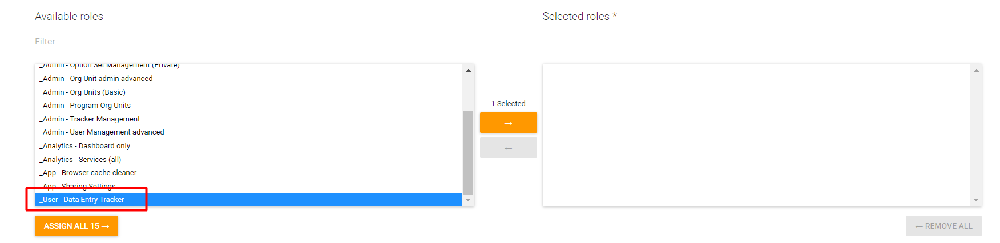 Available roles
Selected roles *
Filter
_Admin - Option Set Management (Private)
_Admin - Org Unit admin advanced
_Admin - Org Units (Basic)
_Admin - Program Org Units
_Admin - Tracker Management
_Admin - User Management advanced
_Analytics - Dashboard only
_Analytics - Services (all)
_App - Browser cache cleaner
_App - Sharing Settings
_User - Data Entry Tracker
1 Selected
→
←
ASSIGN ALL 15 →
← REMOVE ALL